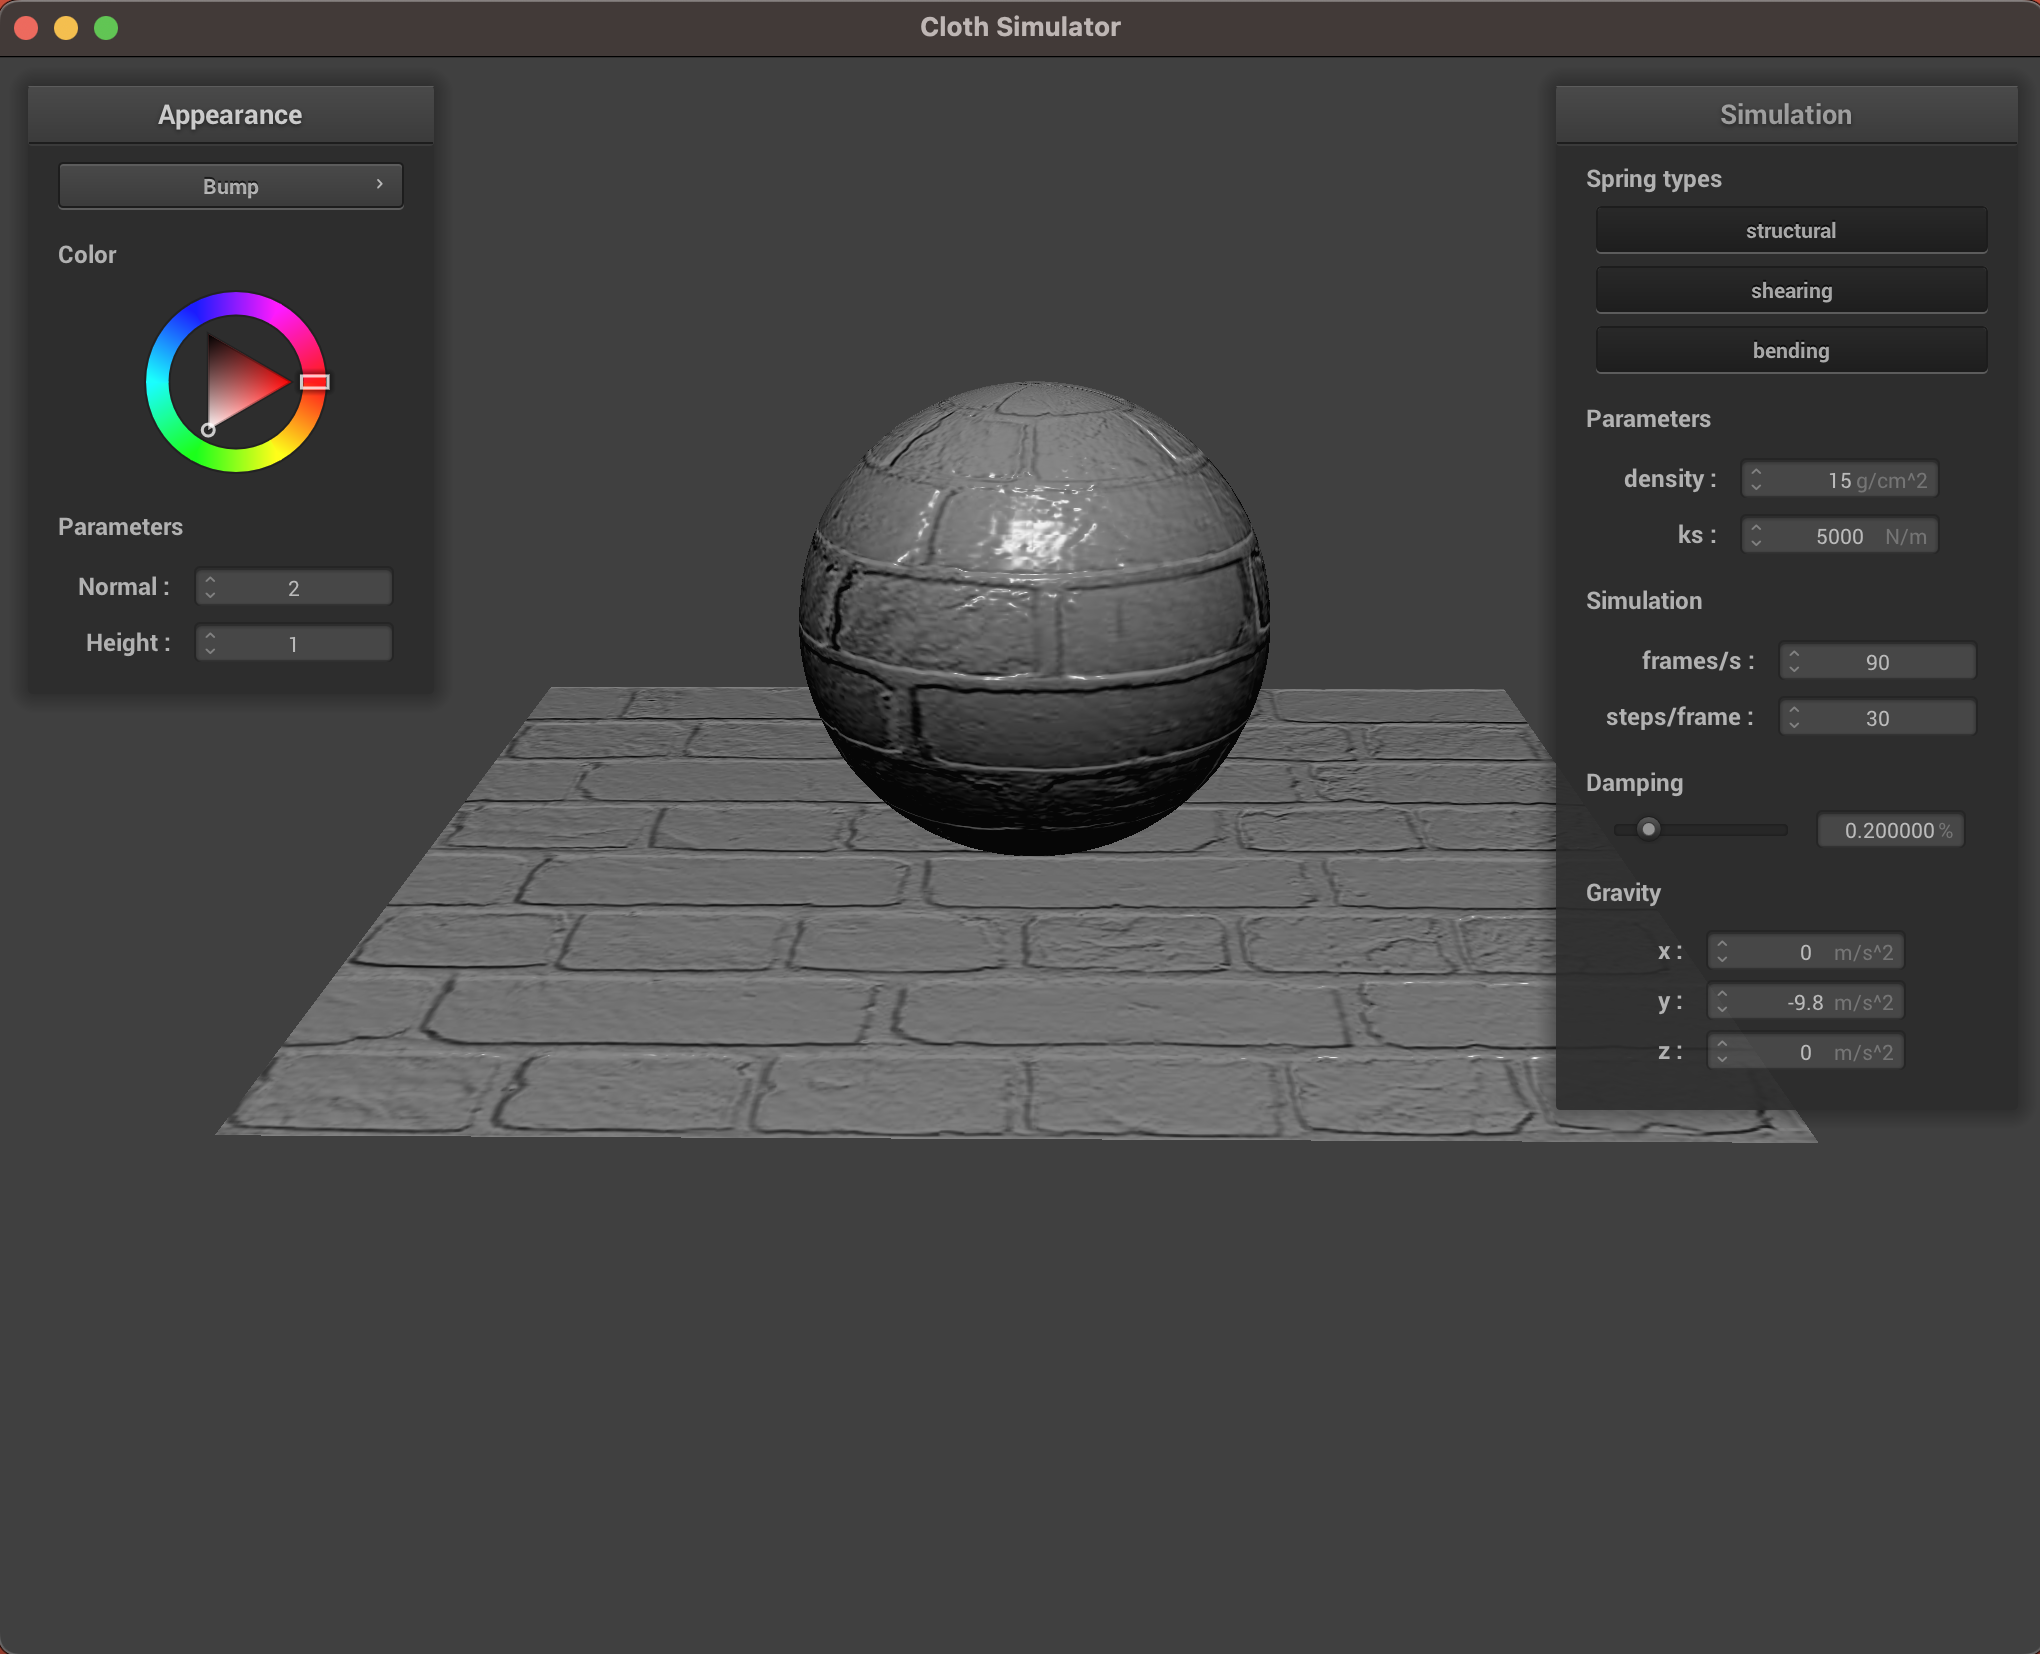 Cloth Simulator
Appearance
Bump
Color
Parameters
Normal : 2
Height : 1
Simulation
Spring types
structural
shearing
bending
Parameters
density : 15 g/cm^2
ks : 5000 N/m
Simulation
frames/s : 90
steps/frame : 30
Damping
0.200000 %
Gravity
x : 0 m/s^2
y : -9.8 m/s^2
z : 0 m/s^2